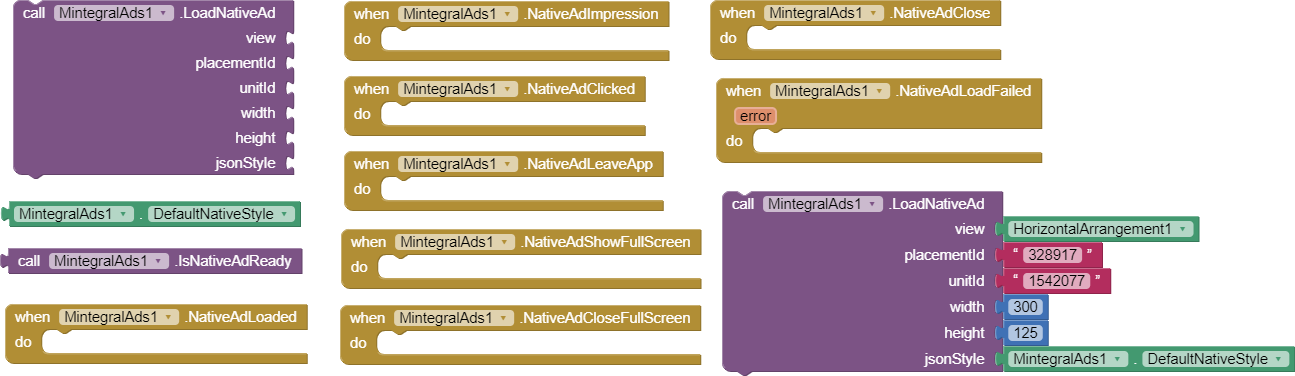 call MintegralAds1 .LoadNativeAd
view
placementId
unitId
width
height
jsonStyle
MintegralAds1 . DefaultNativeStyle
call MintegralAds1 .IsNativeAdReady
when MintegralAds1 .NativeAdLoaded
do
when MintegralAds1 .NativeAdImpression
do
when MintegralAds1 .NativeAdClicked
do
when MintegralAds1 .NativeAdLeaveApp
do
when MintegralAds1 .NativeAdShowFullScreen
do
when MintegralAds1 .NativeAdCloseFullScreen
do
when MintegralAds1 .NativeAdClose
do
when MintegralAds1 .NativeAdLoadFailed
error
do
call MintegralAds1 .LoadNativeAd
view HorizontalArrangement1
placementId “ 328917 ”
unitId “ 1542077 ”
width 300
height 125
jsonStyle MintegralAds1 . DefaultNativeStyle